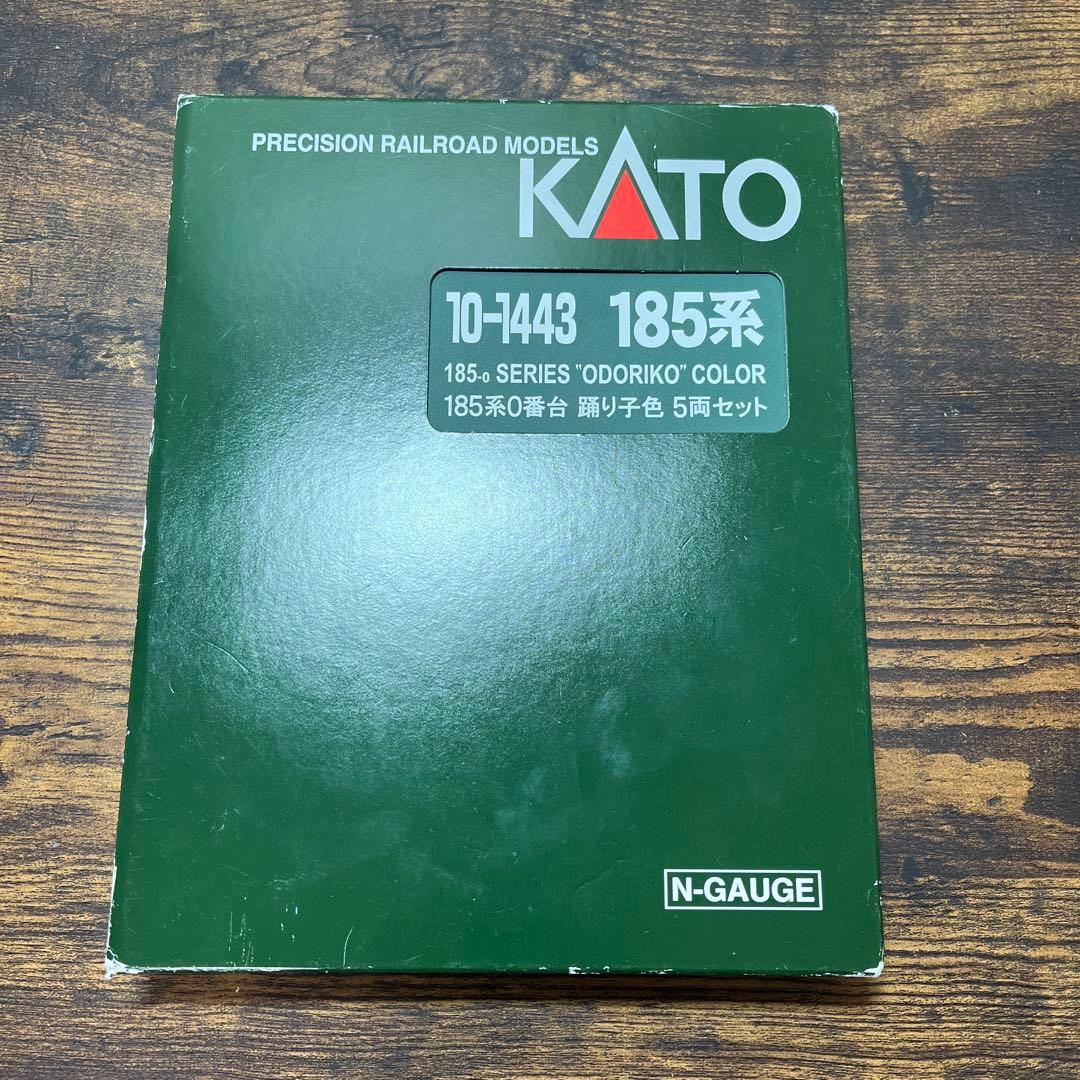 PRECISION RAILROAD MODELS
KATO
10-1443 185系
185-0 SERIES "ODORIKO" COLOR
185系0番台 踊り子色 5両セット
N-GAUGE